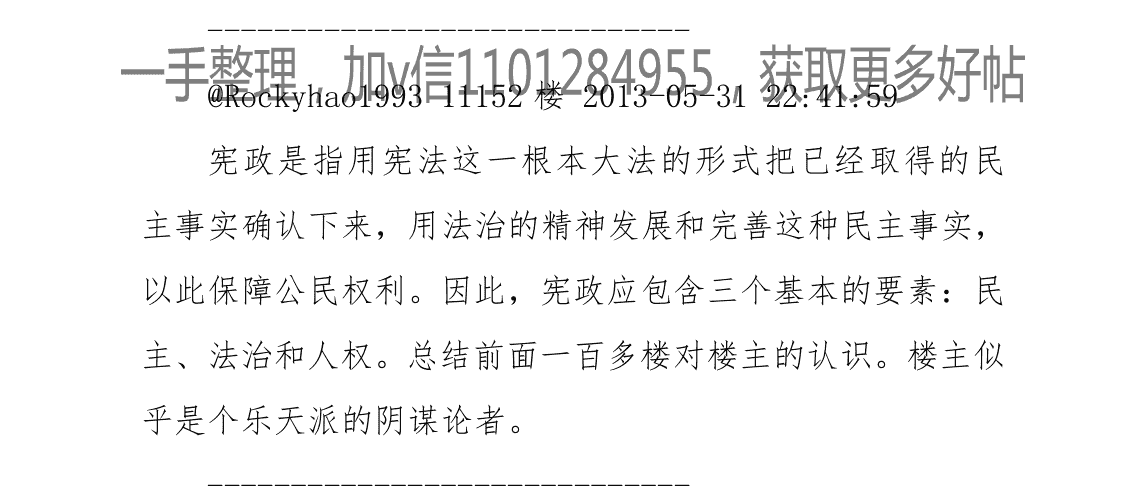 -----------------------------
一手整理，加v信1101284955，获取更多好帖
@Rockyhao1993 11152 楼 2013-05-31 22:41:59
宪政是指用宪法这一根本大法的形式把已经取得的民
主事实确认下来，用法治的精神发展和完善这种民主事实，
以此保障公民权利。因此，宪政应包含三个基本的要素：民
主、法治和人权。总结前面一百多楼对楼主的认识。楼主似
乎是个乐天派的阴谋论者。
-----------------------------